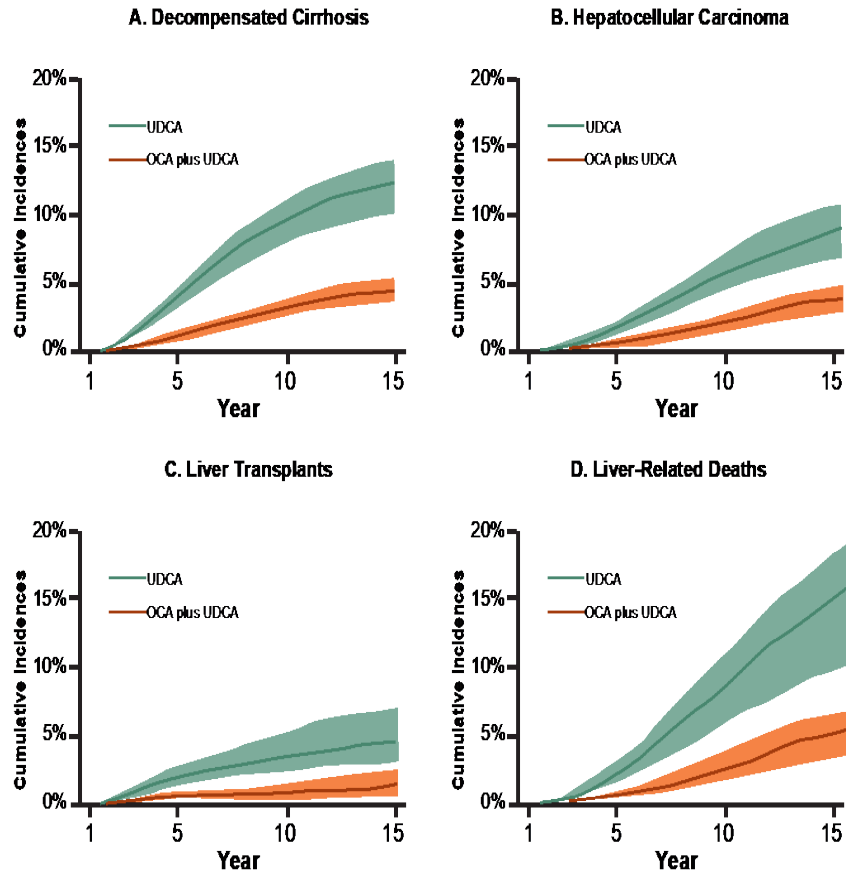 A. Decompensated Cirrhosis
20%
15%
10%
5%
0%
Cumulative Incidences
UDCA
OCA plus UDCA
1 5 10 15
Year
B. Hepatocellular Carcinoma
20%
15%
10%
5%
0%
Cumulative Incidences
UDCA
OCA plus UDCA
1 5 10 15
Year
C. Liver Transplants
20%
15%
10%
5%
0%
Cumulative Incidences
UDCA
OCA plus UDCA
1 5 10 15
Year
D. Liver-Related Deaths
20%
15%
10%
5%
0%
Cumulative Incidences
UDCA
OCA plus UDCA
1 5 10 15
Year